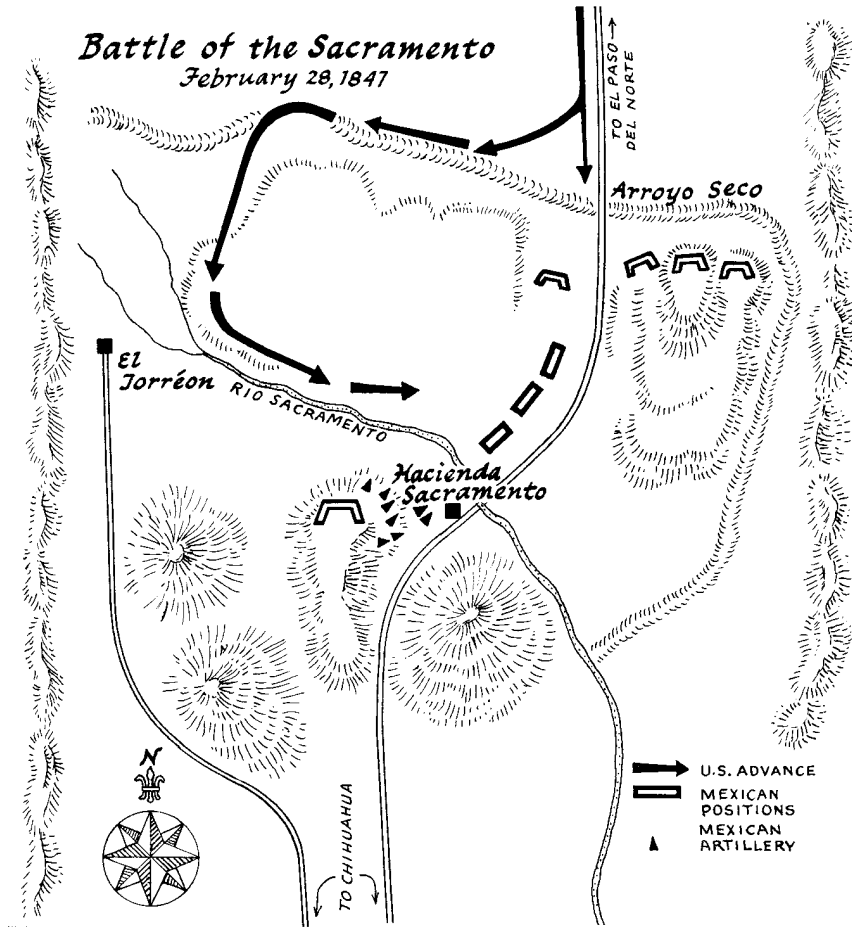 Battle of the Sacramento
February 28, 1847
TO EL PASO
DEL NORTE
Arroyo Seco
El
Torréon
RIO SACRAMENTO
Hacienda
Sacramento
N
TO CHIHUAHUA
U.S. ADVANCE
MEXICAN
POSITIONS
MEXICAN
ARTILLERY